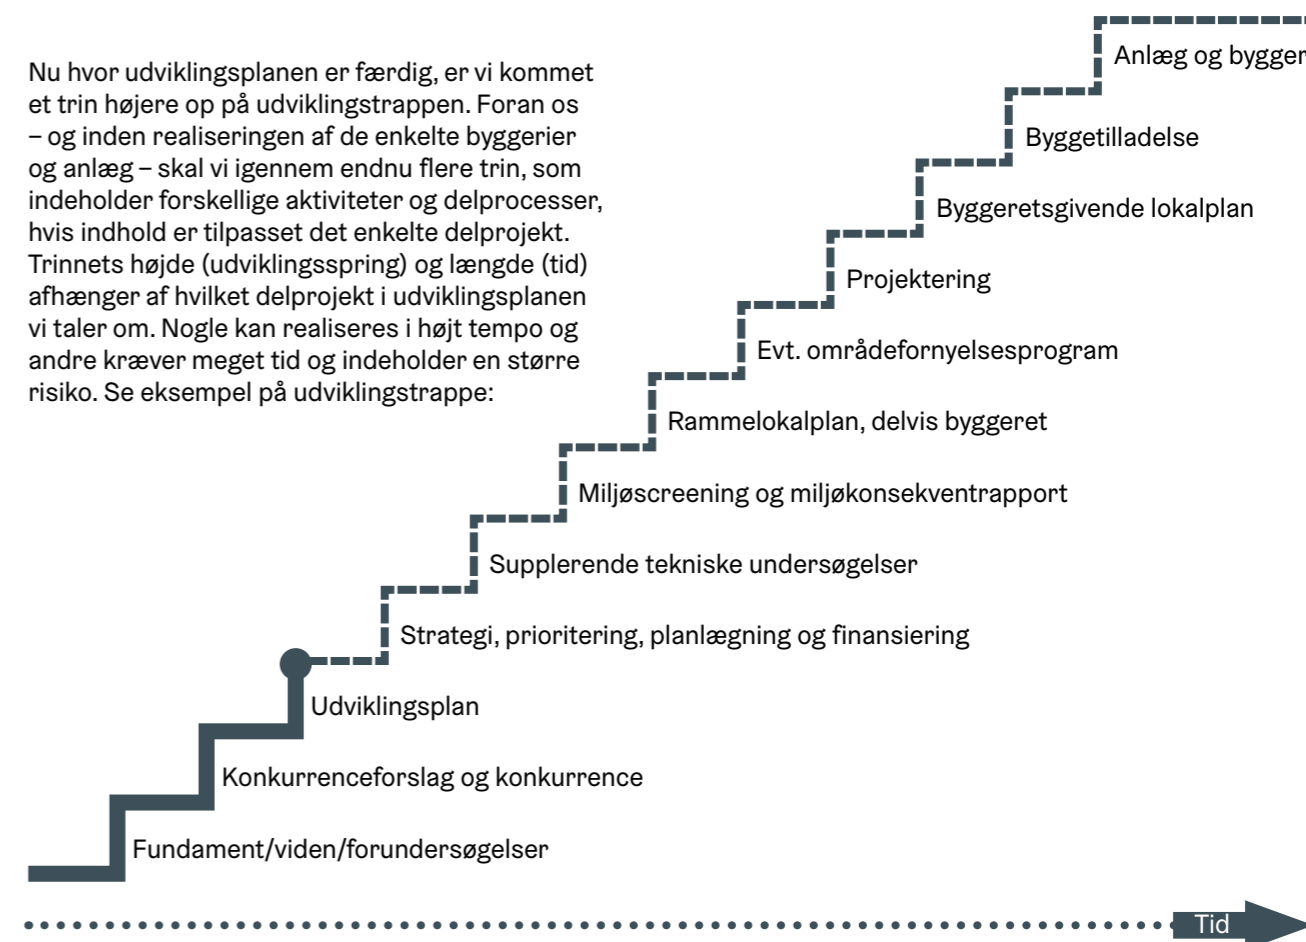 Nu hvor udviklingsplanen er færdig, er vi kommet
et trin højere op på udviklingstrappen. Foran os
– og inden realiseringen af de enkelte byggerier
og anlæg – skal vi igennem endnu flere trin, som
indeholder forskellige aktiviteter og delprocesser,
hvis indhold er tilpasset det enkelte delprojekt.
Trinnets højde (udviklingsspring) og længde (tid)
afhænger af hvilket delprojekt i udviklingsplanen
vi taler om. Nogle kan realiseres i højt tempo og
andre kræver meget tid og indeholder en større
risiko. Se eksempel på udviklingstrappe:
Anlæg og bygger
Byggetilladelse
Byggeretsgivende lokalplan
Projektering
Evt. områdefornyelsesprogram
Rammelokalplan, delvis byggeret
Miljøscreening og miljøkonsekventrapport
Supplerende tekniske undersøgelser
Strategi, prioritering, planlægning og finansiering
Udviklingsplan
Konkurrenceforslag og konkurrence
Fundament/viden/forundersøgelser
Tid